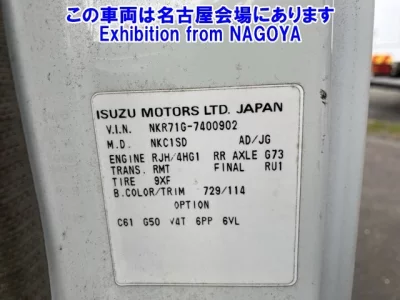 この車両は名古屋会場にあります
Exhibition from NAGOYA
ISUZU MOTORS LTD. JAPAN
V.I.N. NKR71G-7400902
M.D. NKC1SD AD/JG
ENGINE RJH/4HG1 RR AXLE G73
TRANS. RMT FINAL RU1
TIRE 9XF
B.COLOR/TRIM 729/114
OPTION
C61 G50 V4T 6PP 6VL